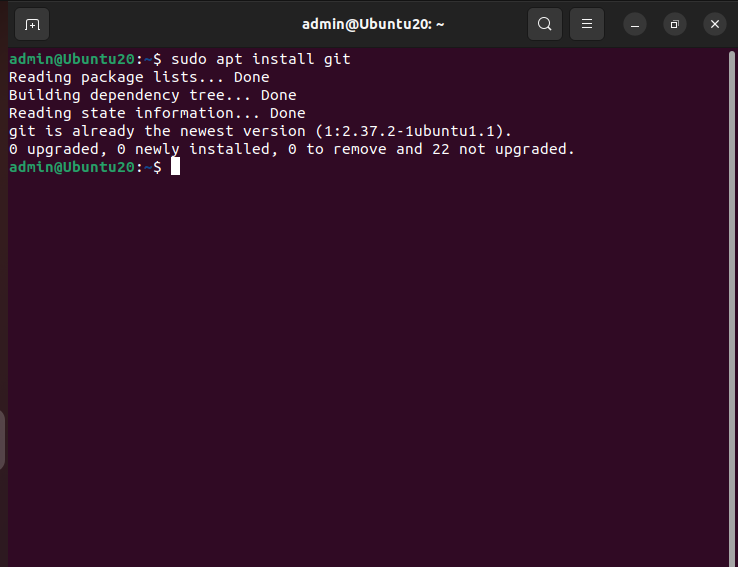 admin@Ubuntu20: ~
admin@Ubuntu20:~$ sudo apt install git
Reading package lists... Done
Building dependency tree... Done
Reading state information... Done
git is already the newest version (1:2.37.2-1ubuntu1.1).
0 upgraded, 0 newly installed, 0 to remove and 22 not upgraded.
admin@Ubuntu20:~$